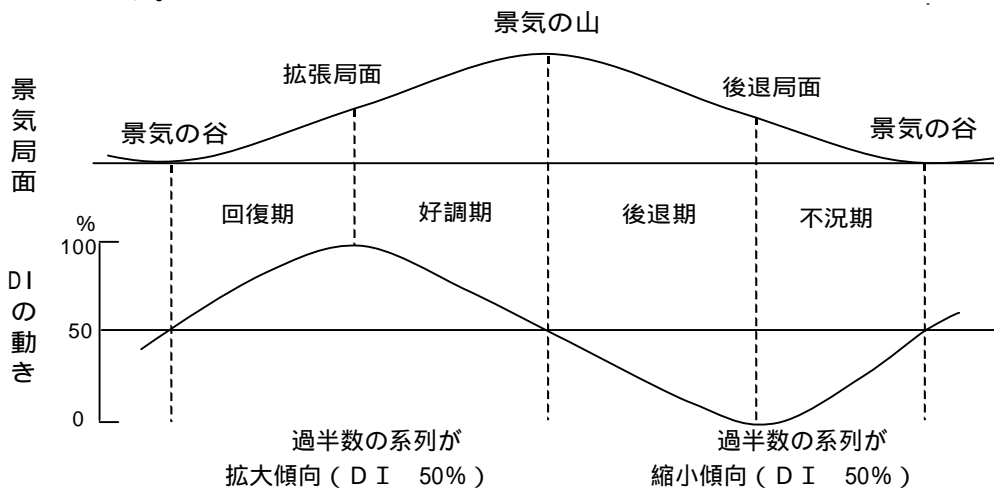 景気の山
拡張局面
後退局面
景気の谷
景気の谷
景気局面
回復期
好調期
後退期
不況期
%
100
50
0
DIの動き
過半数の系列が
拡大傾向(DI 50%)
過半数の系列が
縮小傾向(DI 50%)